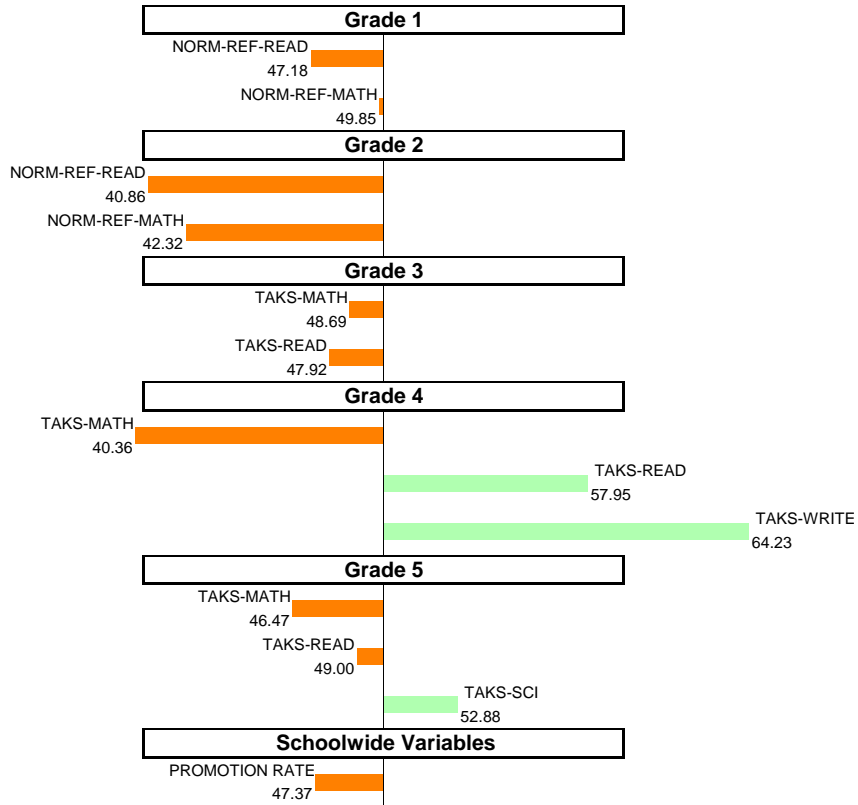 Grade 1
NORM-REF-READ
47.18
NORM-REF-MATH
49.85
Grade 2
NORM-REF-READ
40.86
NORM-REF-MATH
42.32
Grade 3
TAKS-MATH
48.69
TAKS-READ
47.92
Grade 4
TAKS-MATH
40.36
TAKS-READ
57.95
TAKS-WRITE
64.23
Grade 5
TAKS-MATH
46.47
TAKS-READ
49.00
TAKS-SCI
52.88
Schoolwide Variables
PROMOTION RATE
47.37